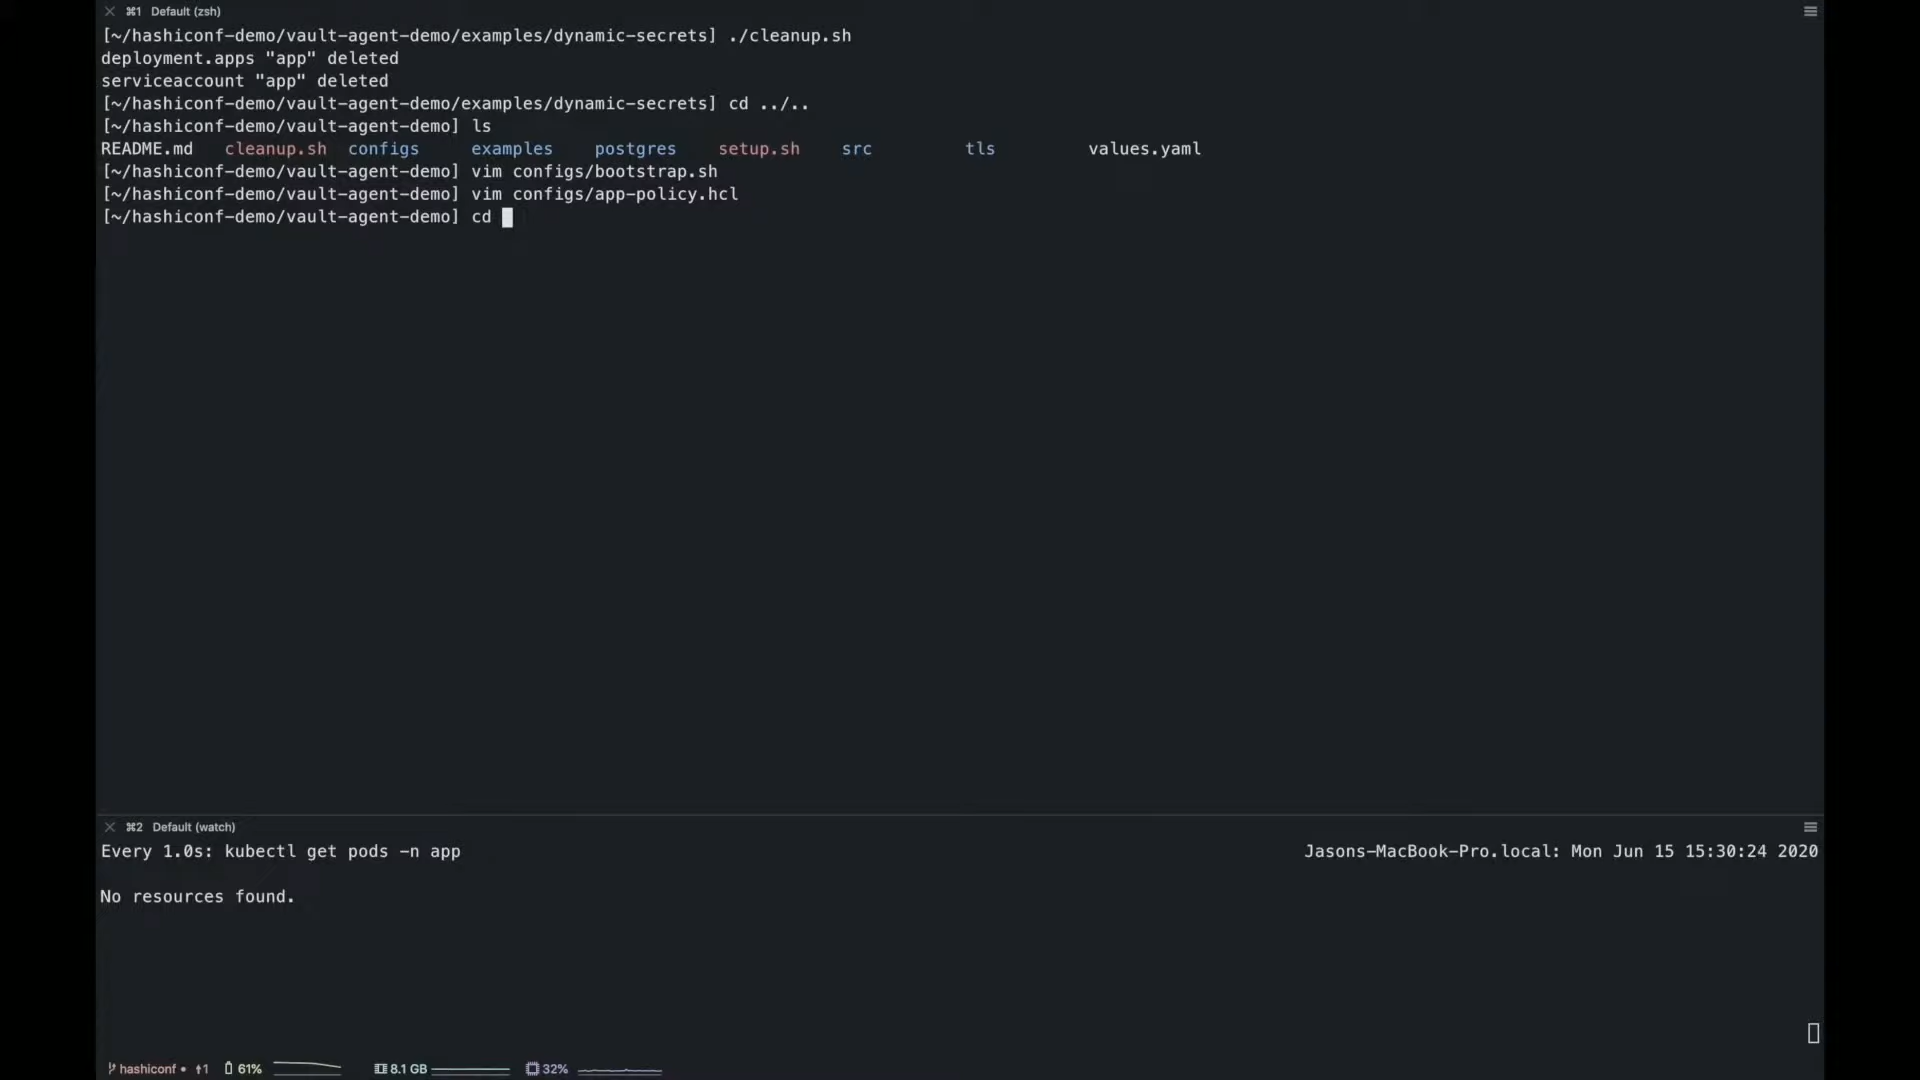 ⌘1 Default (zsh)
[~/hashiconf-demo/vault-agent-demo/examples/dynamic-secrets] ./cleanup.sh
deployment.apps "app" deleted
serviceaccount "app" deleted
[~/hashiconf-demo/vault-agent-demo/examples/dynamic-secrets] cd ../..
[~/hashiconf-demo/vault-agent-demo] ls
README.md cleanup.sh configs examples postgres setup.sh src tls values.yaml
[~/hashiconf-demo/vault-agent-demo] vim configs/bootstrap.sh
[~/hashiconf-demo/vault-agent-demo] vim configs/app-policy.hcl
[~/hashiconf-demo/vault-agent-demo] cd
⌘2 Default (watch)
Every 1.0s: kubectl get pods -n app Jasons-MacBook-Pro.local: Mon Jun 15 15:30:24 2020
No resources found.
hashiconf • ↑1 61% 8.1 GB 32%